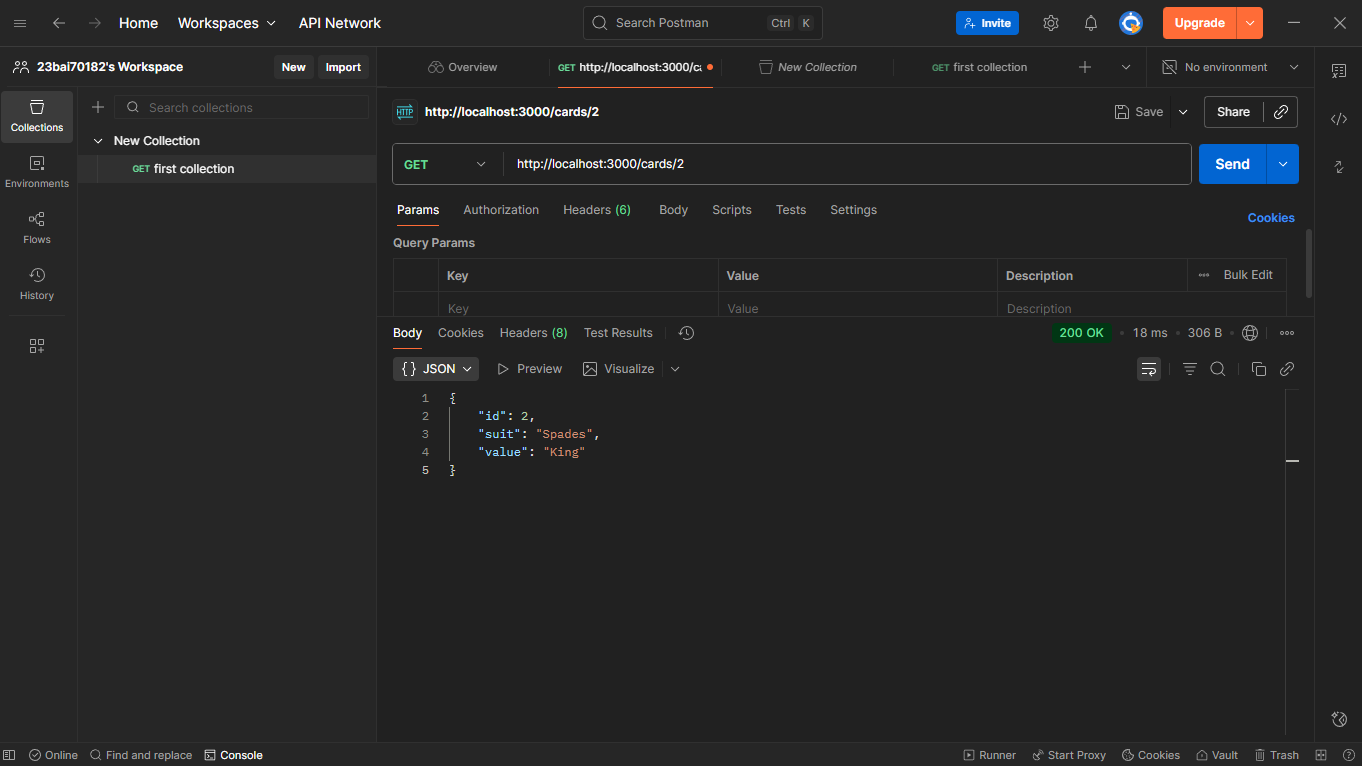 Home Workspaces API Network Search Postman Ctrl K Invite Upgrade
23bai70182's Workspace New Import Overview GET http://localhost:3000/ca New Collection GET first collection No environment
Collections
Environments
Flows
History
Search collections
New Collection
GET first collection
HTTP http://localhost:3000/cards/2 Save Share
GET http://localhost:3000/cards/2 Send
Params Authorization Headers (6) Body Scripts Tests Settings Cookies
Query Params
Key Value Description Bulk Edit
Key Value Description
Body Cookies Headers (8) Test Results 200 OK 18 ms 306 B
{} JSON Preview Visualize
1 {
2 "id": 2,
3 "suit": "Spades",
4 "value": "King"
5 }
Online Find and replace Console Runner Start Proxy Cookies Vault Trash